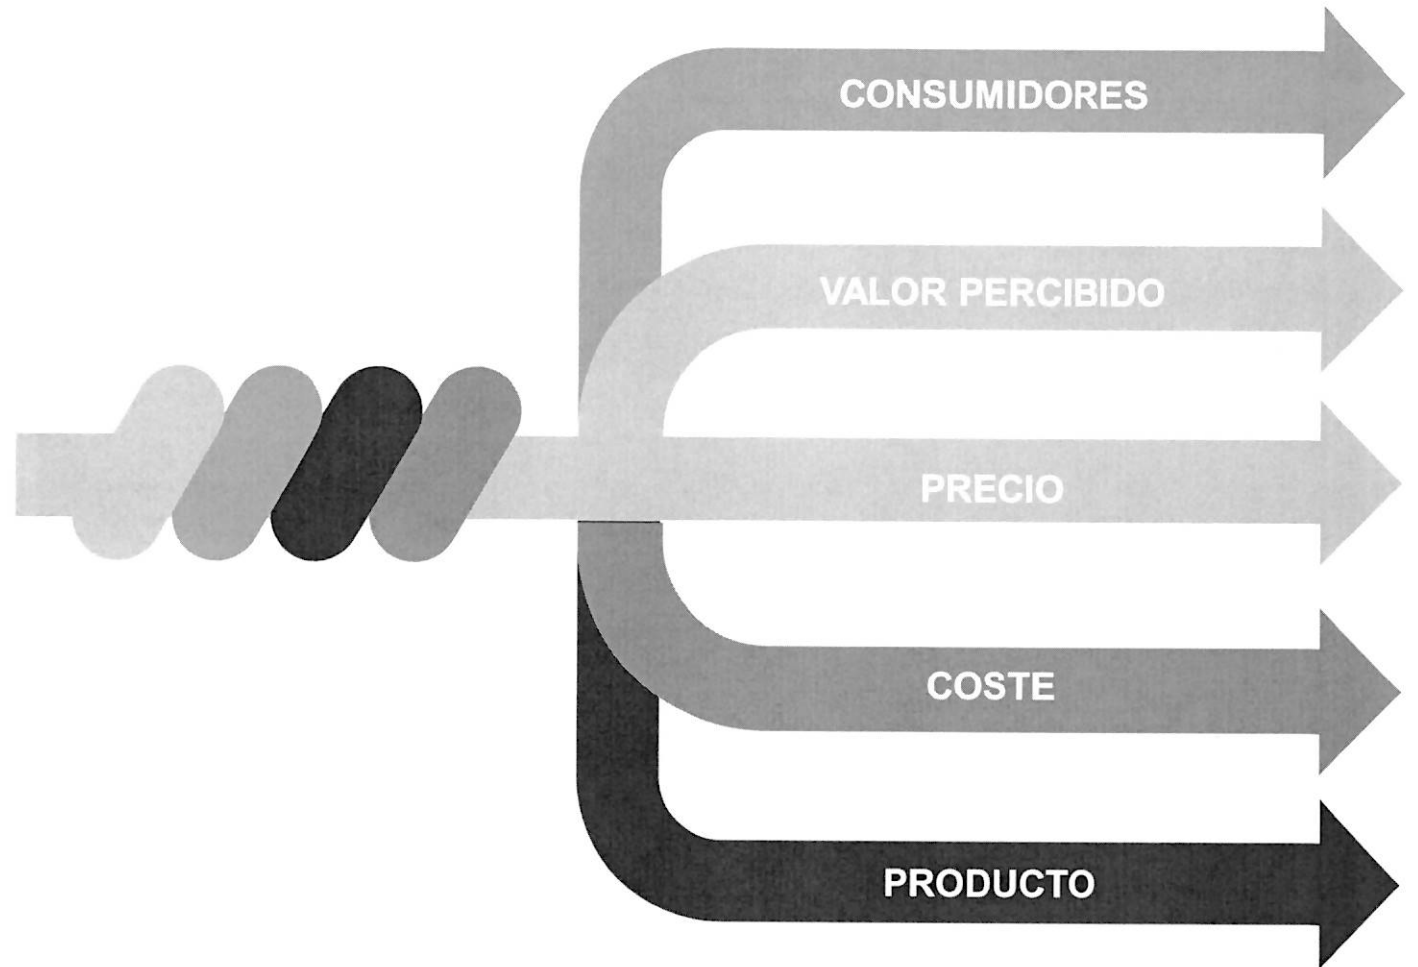 CONSUMIDORES
VALOR PERCIBIDO
PRECIO
COSTE
PRODUCTO